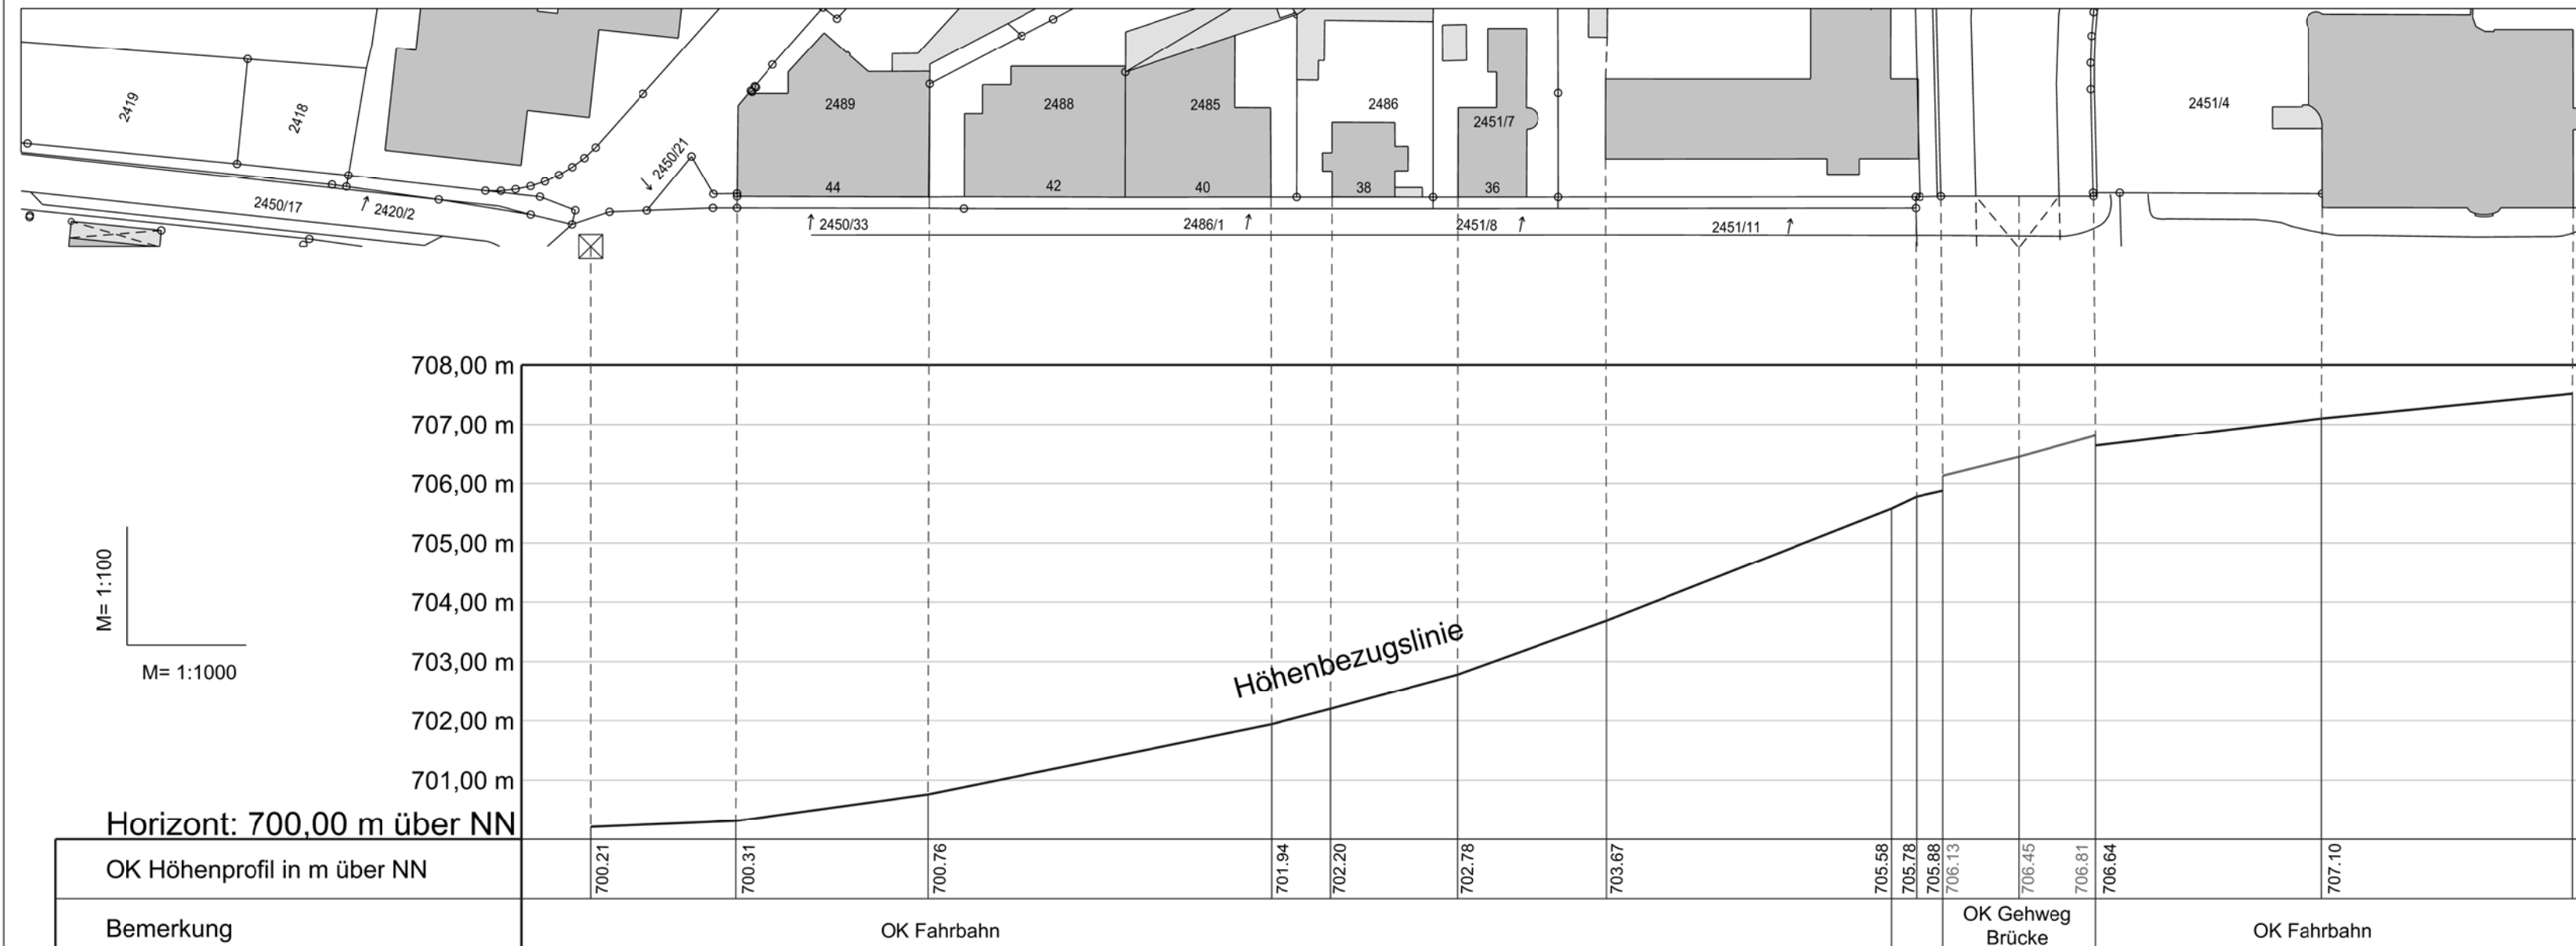 2419
2418
2450/17
2420/2
2450/21
2489
44
2450/33
2488
42
2485
40
2486/1
2486
38
2451/7
36
2451/8
2451/11
2451/4
708,00 m
707,00 m
706,00 m
705,00 m
704,00 m
703,00 m
702,00 m
701,00 m
Höhenbezugslinie
M= 1:100
M= 1:1000
Horizont: 700,00 m über NN
OK Höhenprofil in m über NN
700.21
700.31
700.76
701.94
702.20
702.78
703.67
705.58
705.78
705.88
706.13
706.45
706.81
706.64
707.10
Bemerkung
OK Fahrbahn
OK Gehweg
Brücke
OK Fahrbahn